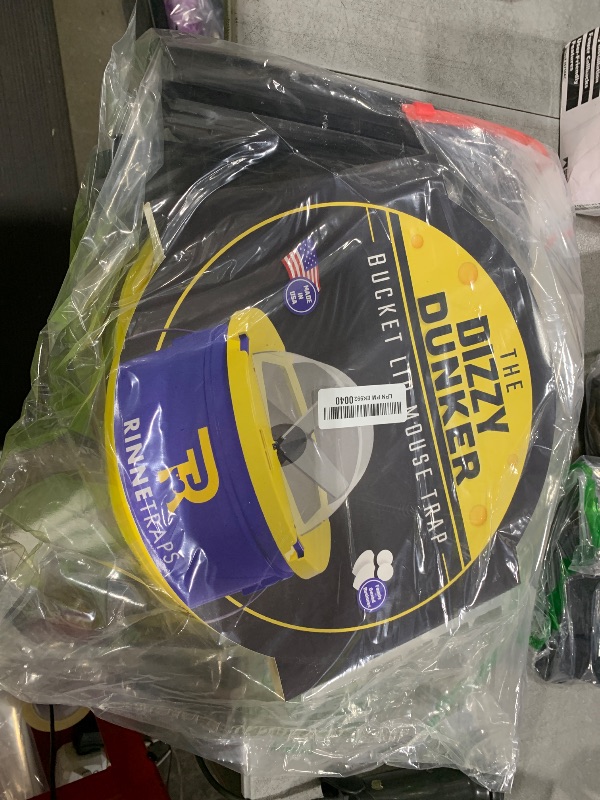 THE
DIZZY
DUNKER
BUCKET LID MOUSE TRAP
MADE
IN
USA
R
RINNETRAPS